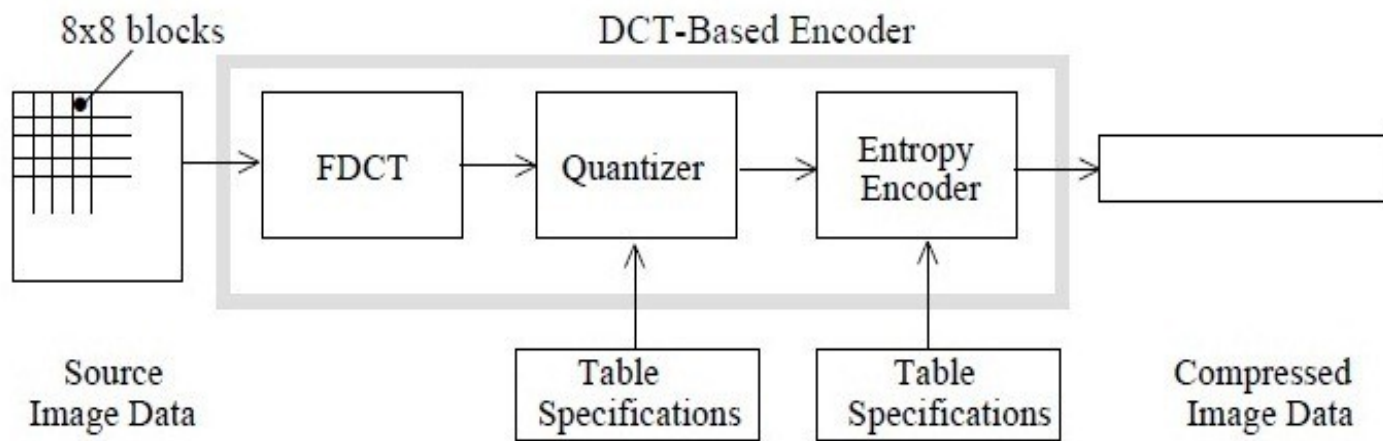 8x8 blocks
DCT-Based Encoder
FDCT
Quantizer
Entropy
Encoder
Source
Image Data
Table
Specifications
Table
Specifications
Compressed
Image Data